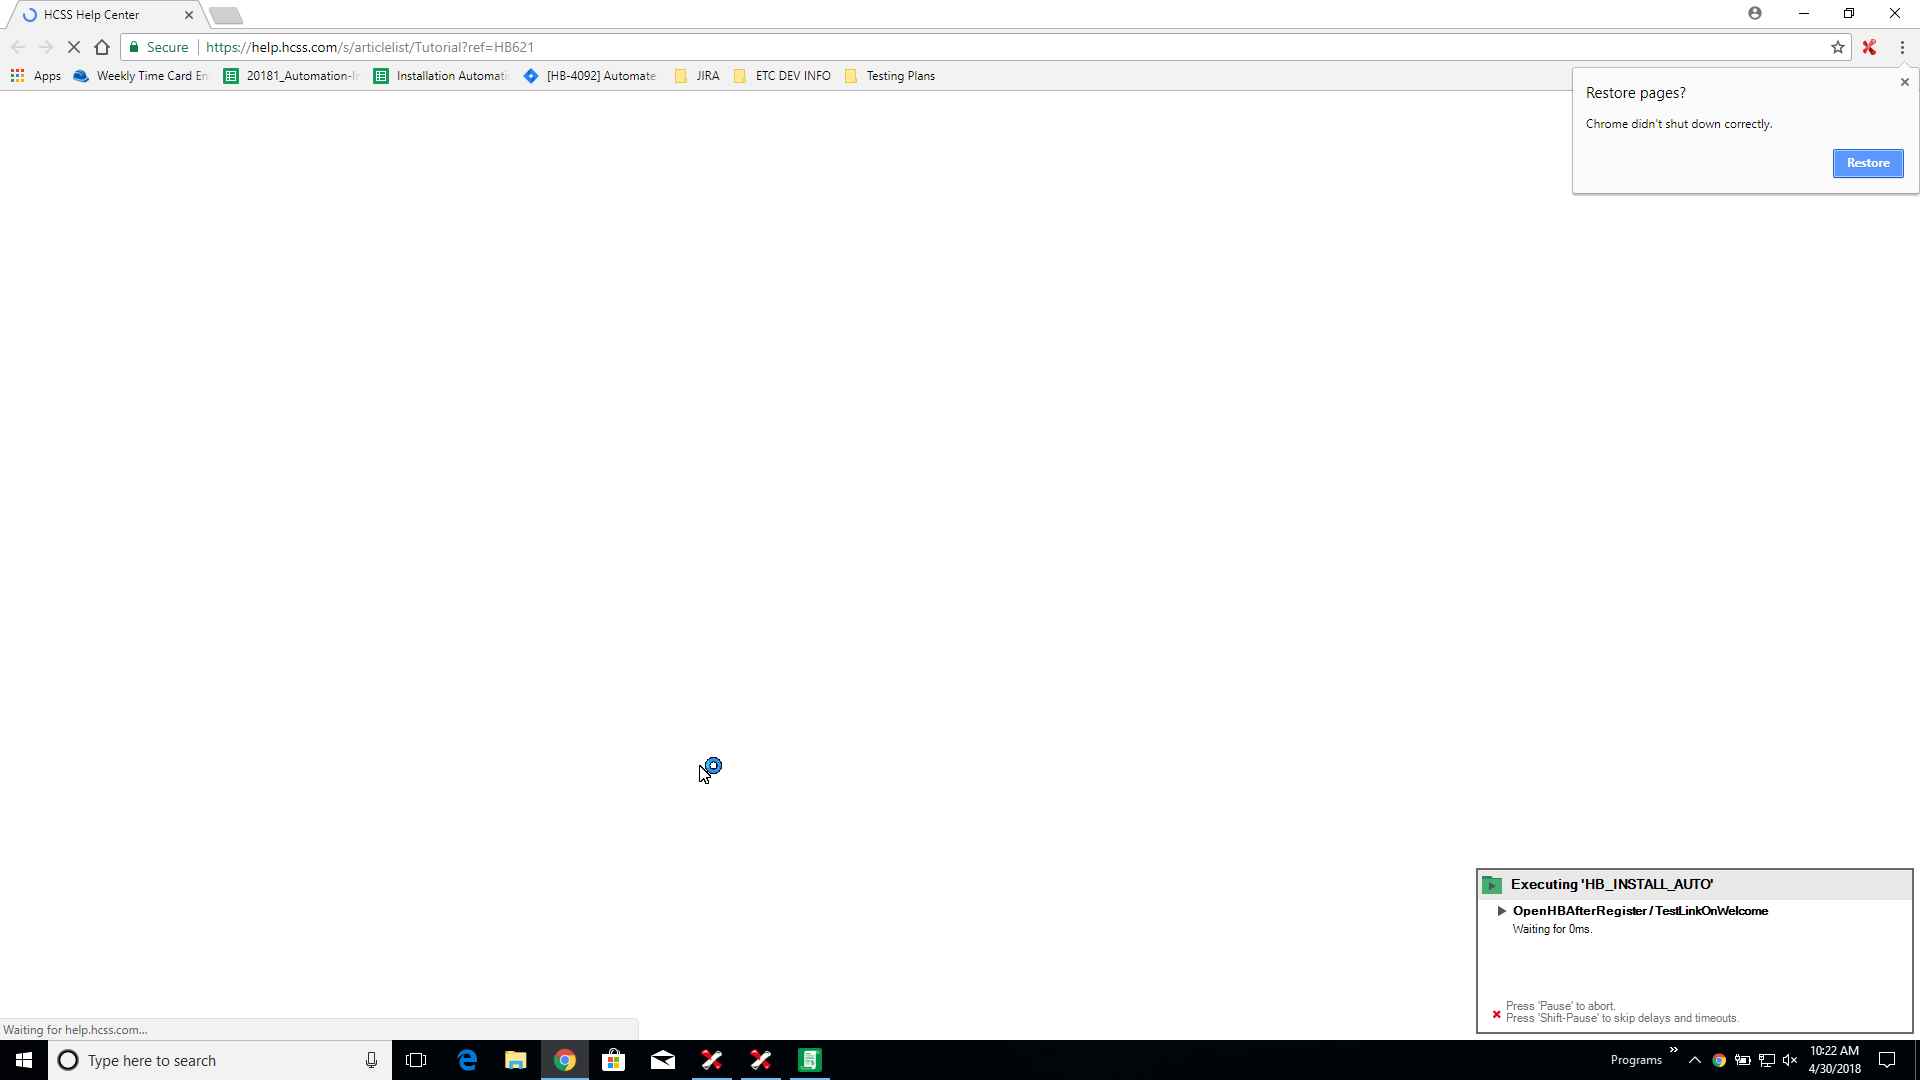 HCSS Help Center
Secure
https://help.hcss.com/s/articlelist/Tutorial?ref=HB621
Apps
Weekly Time Card En
20181_Automation-I
Installation Automati
[HB-4092] Automate
JIRA
ETC DEV INFO
Testing Plans
Restore pages?
Chrome didn't shut down correctly.
Restore
Executing 'HB_INSTALL_AUTO'
OpenHBAfterRegister / TestLinkOnWelcome
Waiting for 0ms.
Press 'Pause' to abort.
Press 'Shift-Pause' to skip delays and timeouts.
Waiting for help.hcss.com...
Type here to search
Programs
10:22 AM
4/30/2018